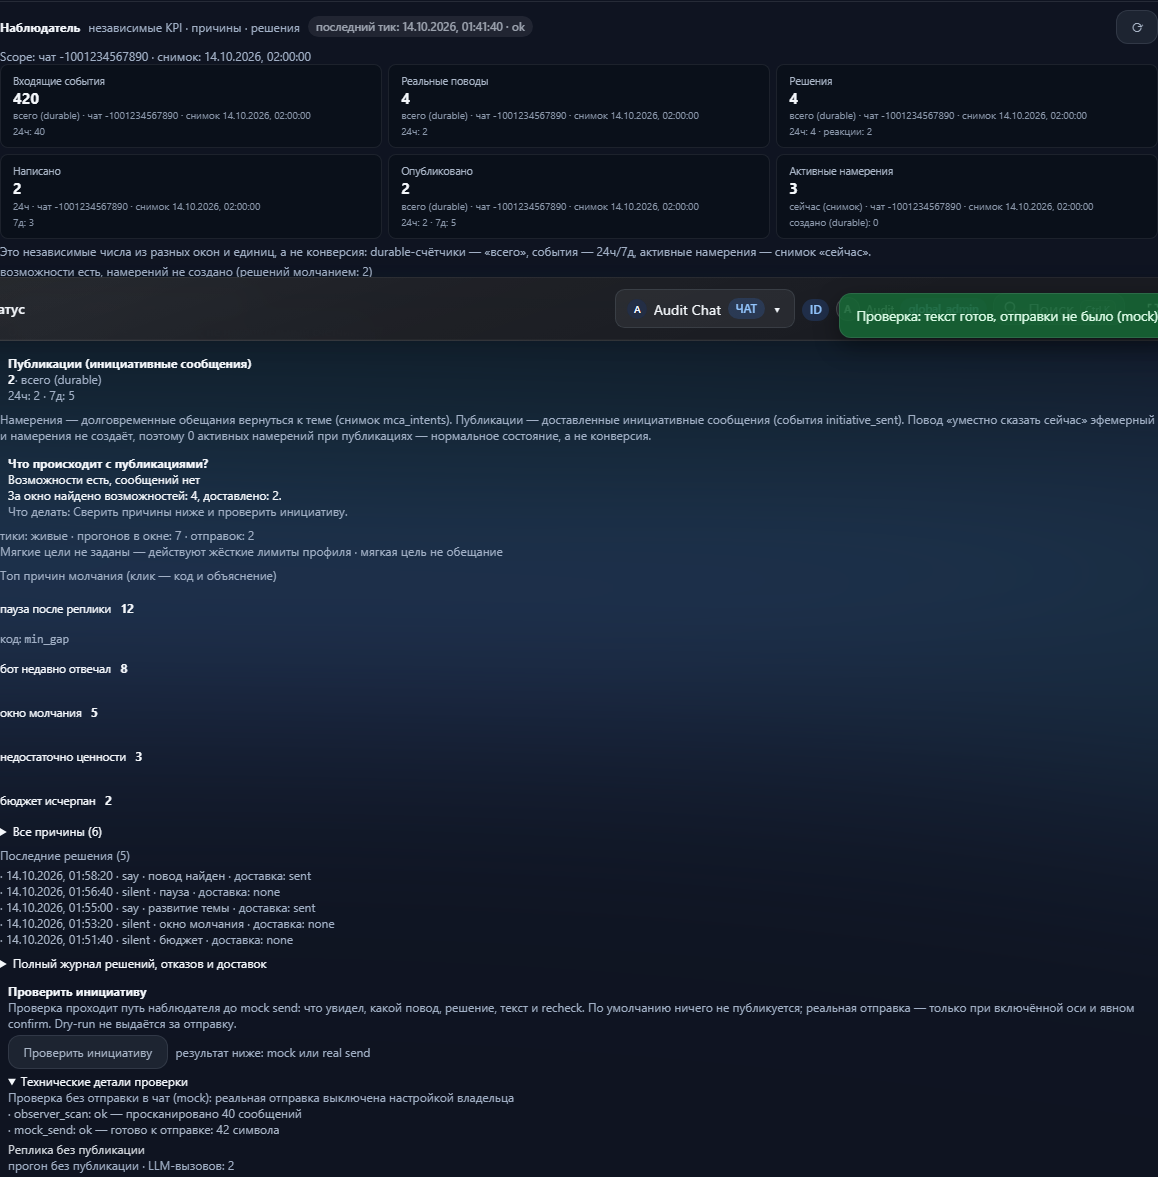 Наблюдатель независимые KPI · причины · решения последний тик: 14.10.2026, 01:41:40 · ok
Scope: чат -1001234567890 · снимок: 14.10.2026, 02:00:00
Входящие события
420
всего (durable) · чат -1001234567890 · снимок 14.10.2026, 02:00:00
24ч: 40
Реальные поводы
4
всего (durable) · чат -1001234567890 · снимок 14.10.2026, 02:00:00
24ч: 2
Решения
4
всего (durable) · чат -1001234567890 · снимок 14.10.2026, 02:00:00
24ч: 4 · реакции: 2
Написано
2
24ч · чат -1001234567890 · снимок 14.10.2026, 02:00:00
7д: 3
Опубликовано
2
всего (durable) · чат -1001234567890 · снимок 14.10.2026, 02:00:00
24ч: 2 · 7д: 5
Активные намерения
3
сейчас (снимок) · чат -1001234567890 · снимок 14.10.2026, 02:00:00
создано (durable): 0
Это независимые числа из разных окон и единиц, а не конверсия: durable-счётчики — «всего», события — 24ч/7д, активные намерения — снимок «сейчас».
возможности есть, намерений не создано (решений молчанием: 2)
атус A Audit Chat ЧАТ ▾ ID
Проверка: текст готов, отправки не было (mock)
Публикации (инициативные сообщения)
2· всего (durable)
24ч: 2 · 7д: 5
Намерения — долговременные обещания вернуться к теме (снимок mca_intents). Публикации — доставленные инициативные сообщения (события initiative_sent). Повод «уместно сказать сейчас» эфемерный
и намерения не создаёт, поэтому 0 активных намерений при публикациях — нормальное состояние, а не конверсия.
Что происходит с публикациями?
Возможности есть, сообщений нет
За окно найдено возможностей: 4, доставлено: 2.
Что делать: Сверить причины ниже и проверить инициативу.
тики: живые · прогонов в окне: 7 · отправок: 2
Мягкие цели не заданы — действуют жёсткие лимиты профиля · мягкая цель не обещание
Топ причин молчания (клик — код и объяснение)
пауза после реплики 12
код: min_gap
бот недавно отвечал 8
окно молчания 5
недостаточно ценности 3
бюджет исчерпан 2
▶ Все причины (6)
Последние решения (5)
· 14.10.2026, 01:58:20 · say · повод найден · доставка: sent
· 14.10.2026, 01:56:40 · silent · пауза · доставка: none
· 14.10.2026, 01:55:00 · say · развитие темы · доставка: sent
· 14.10.2026, 01:53:20 · silent · окно молчания · доставка: none
· 14.10.2026, 01:51:40 · silent · бюджет · доставка: none
▶ Полный журнал решений, отказов и доставок
Проверить инициативу
Проверка проходит путь наблюдателя до mock send: что увидел, какой повод, решение, текст и recheck. По умолчанию ничего не публикуется; реальная отправка — только при включённой оси и явном
confirm. Dry-run не выдаётся за отправку.
Проверить инициативу результат ниже: mock или real send
▼ Технические детали проверки
Проверка без отправки в чат (mock): реальная отправка выключена настройкой владельца
· observer_scan: ok — просканировано 40 сообщений
· mock_send: ok — готово к отправке: 42 символа
Реплика без публикации
прогон без публикации · LLM-вызовов: 2